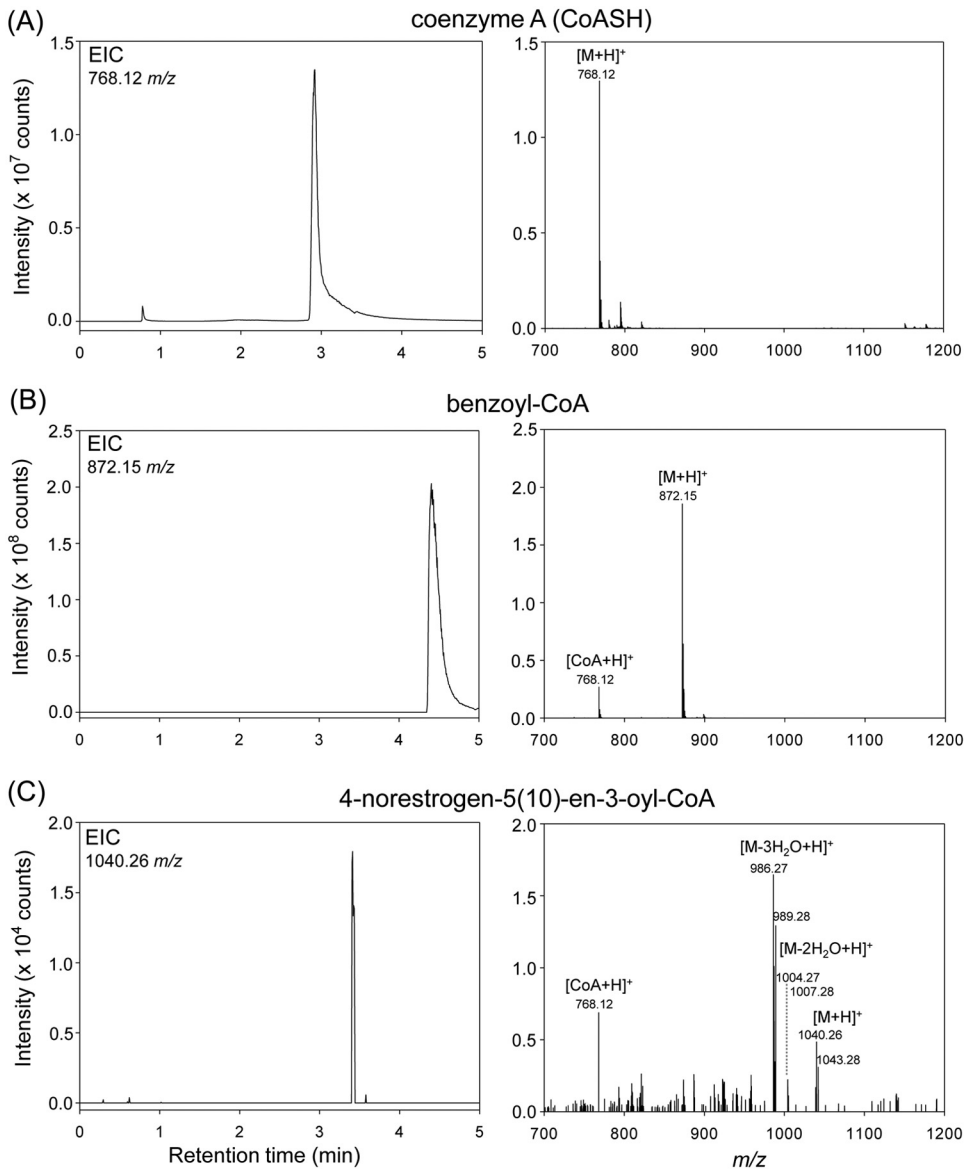 (A)
coenzyme A (CoASH)
EIC
768.12 m/z
Intensity (x 10⁷ counts)
1.5
1.0
0.5
0.0
0 1 2 3 4 5
[M+H]⁺
768.12
1.5
1.0
0.5
0.0
700 800 900 1000 1100 1200
(B)
benzoyl-CoA
EIC
872.15 m/z
Intensity (x 10⁸ counts)
2.5
2.0
1.5
1.0
0.5
0.0
0 1 2 3 4 5
[M+H]⁺
872.15
[CoA+H]⁺
768.12
2.5
2.0
1.5
1.0
0.5
0.0
700 800 900 1000 1100 1200
(C)
4-norestrogen-5(10)-en-3-oyl-CoA
EIC
1040.26 m/z
Intensity (x 10⁴ counts)
2.0
1.5
1.0
0.5
0.0
0 1 2 3 4 5
Retention time (min)
[M-3H₂O+H]⁺
986.27
989.28
[M-2H₂O+H]⁺
1004.27
1007.28
[CoA+H]⁺
768.12
[M+H]⁺
1040.26
1043.28
2.0
1.5
1.0
0.5
0.0
700 800 900 1000 1100 1200
m/z